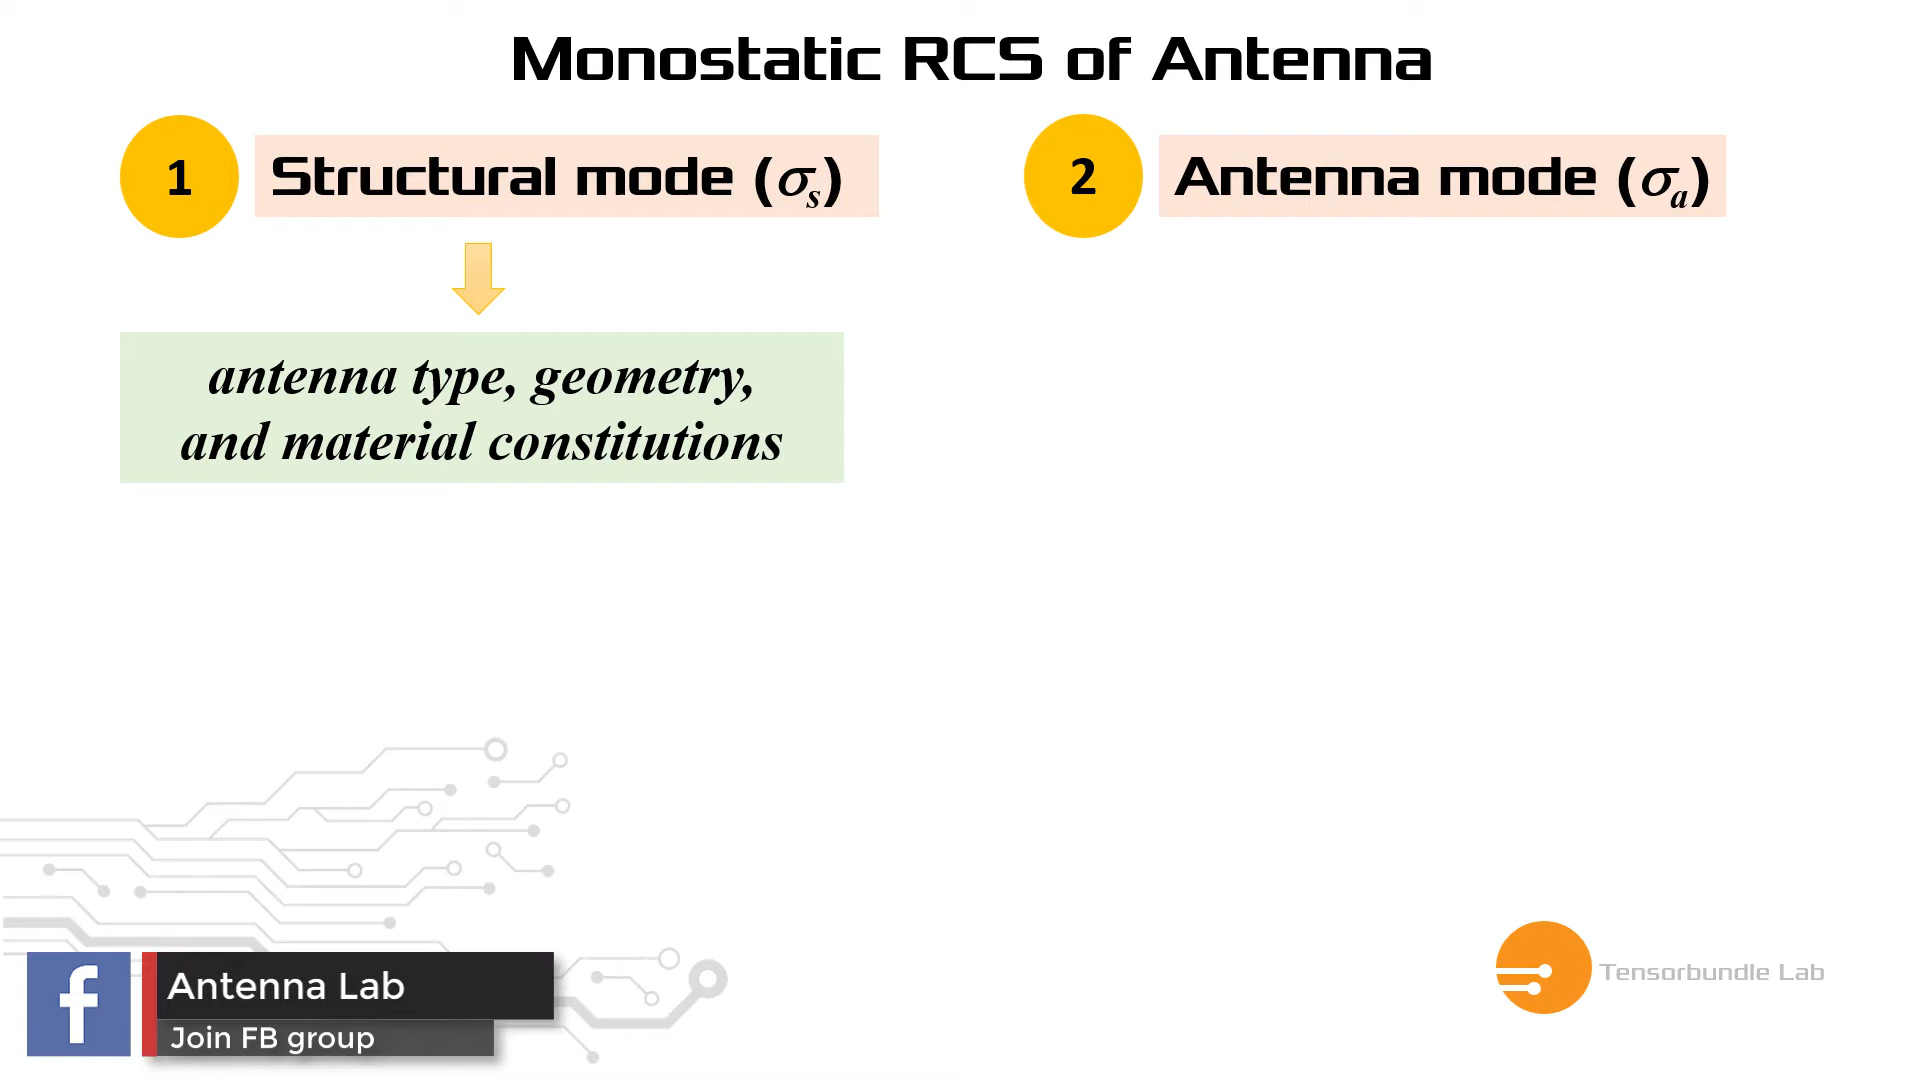 Monostatic RCS of Antenna
1
Structural mode (σs)
2
Antenna mode (σa)
antenna type, geometry,
and material constitutions
f
Antenna Lab
Join FB group
Tensorbundle Lab